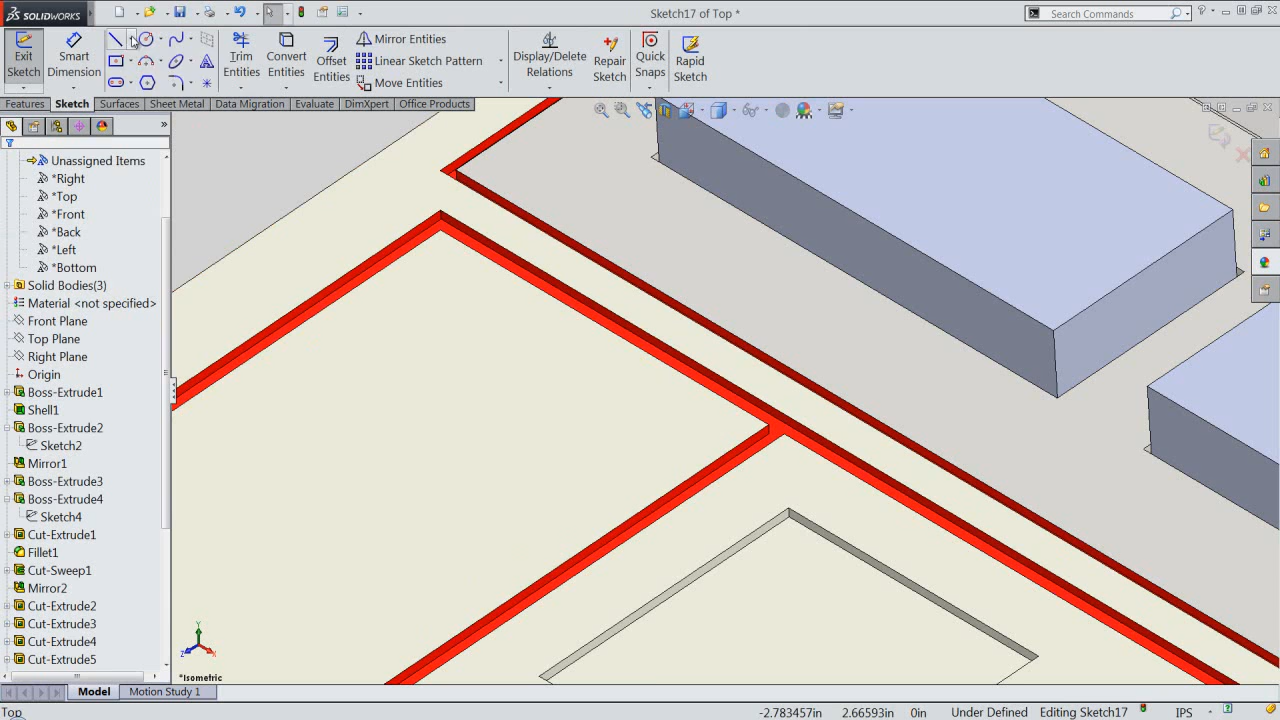 SOLIDWORKS
Sketch17 of Top *
Search Commands
Exit Sketch
Smart Dimension
Trim Entities
Convert Entities
Offset Entities
Mirror Entities
Linear Sketch Pattern
Move Entities
Display/Delete Relations
Repair Sketch
Quick Snaps
Rapid Sketch
Features
Sketch
Surfaces
Sheet Metal
Data Migration
Evaluate
DimXpert
Office Products
Unassigned Items
*Right
*Top
*Front
*Back
*Left
*Bottom
Solid Bodies(3)
Material <not specified>
Front Plane
Top Plane
Right Plane
Origin
Boss-Extrude1
Shell1
Boss-Extrude2
Sketch2
Mirror1
Boss-Extrude3
Boss-Extrude4
Sketch4
Cut-Extrude1
Fillet1
Cut-Sweep1
Mirror2
Cut-Extrude2
Cut-Extrude3
Cut-Extrude4
Cut-Extrude5
Y
Z
X
*Isometric
Model
Motion Study 1
Top
-2.783457in
2.66593in
0in
Under Defined
Editing Sketch17
IPS